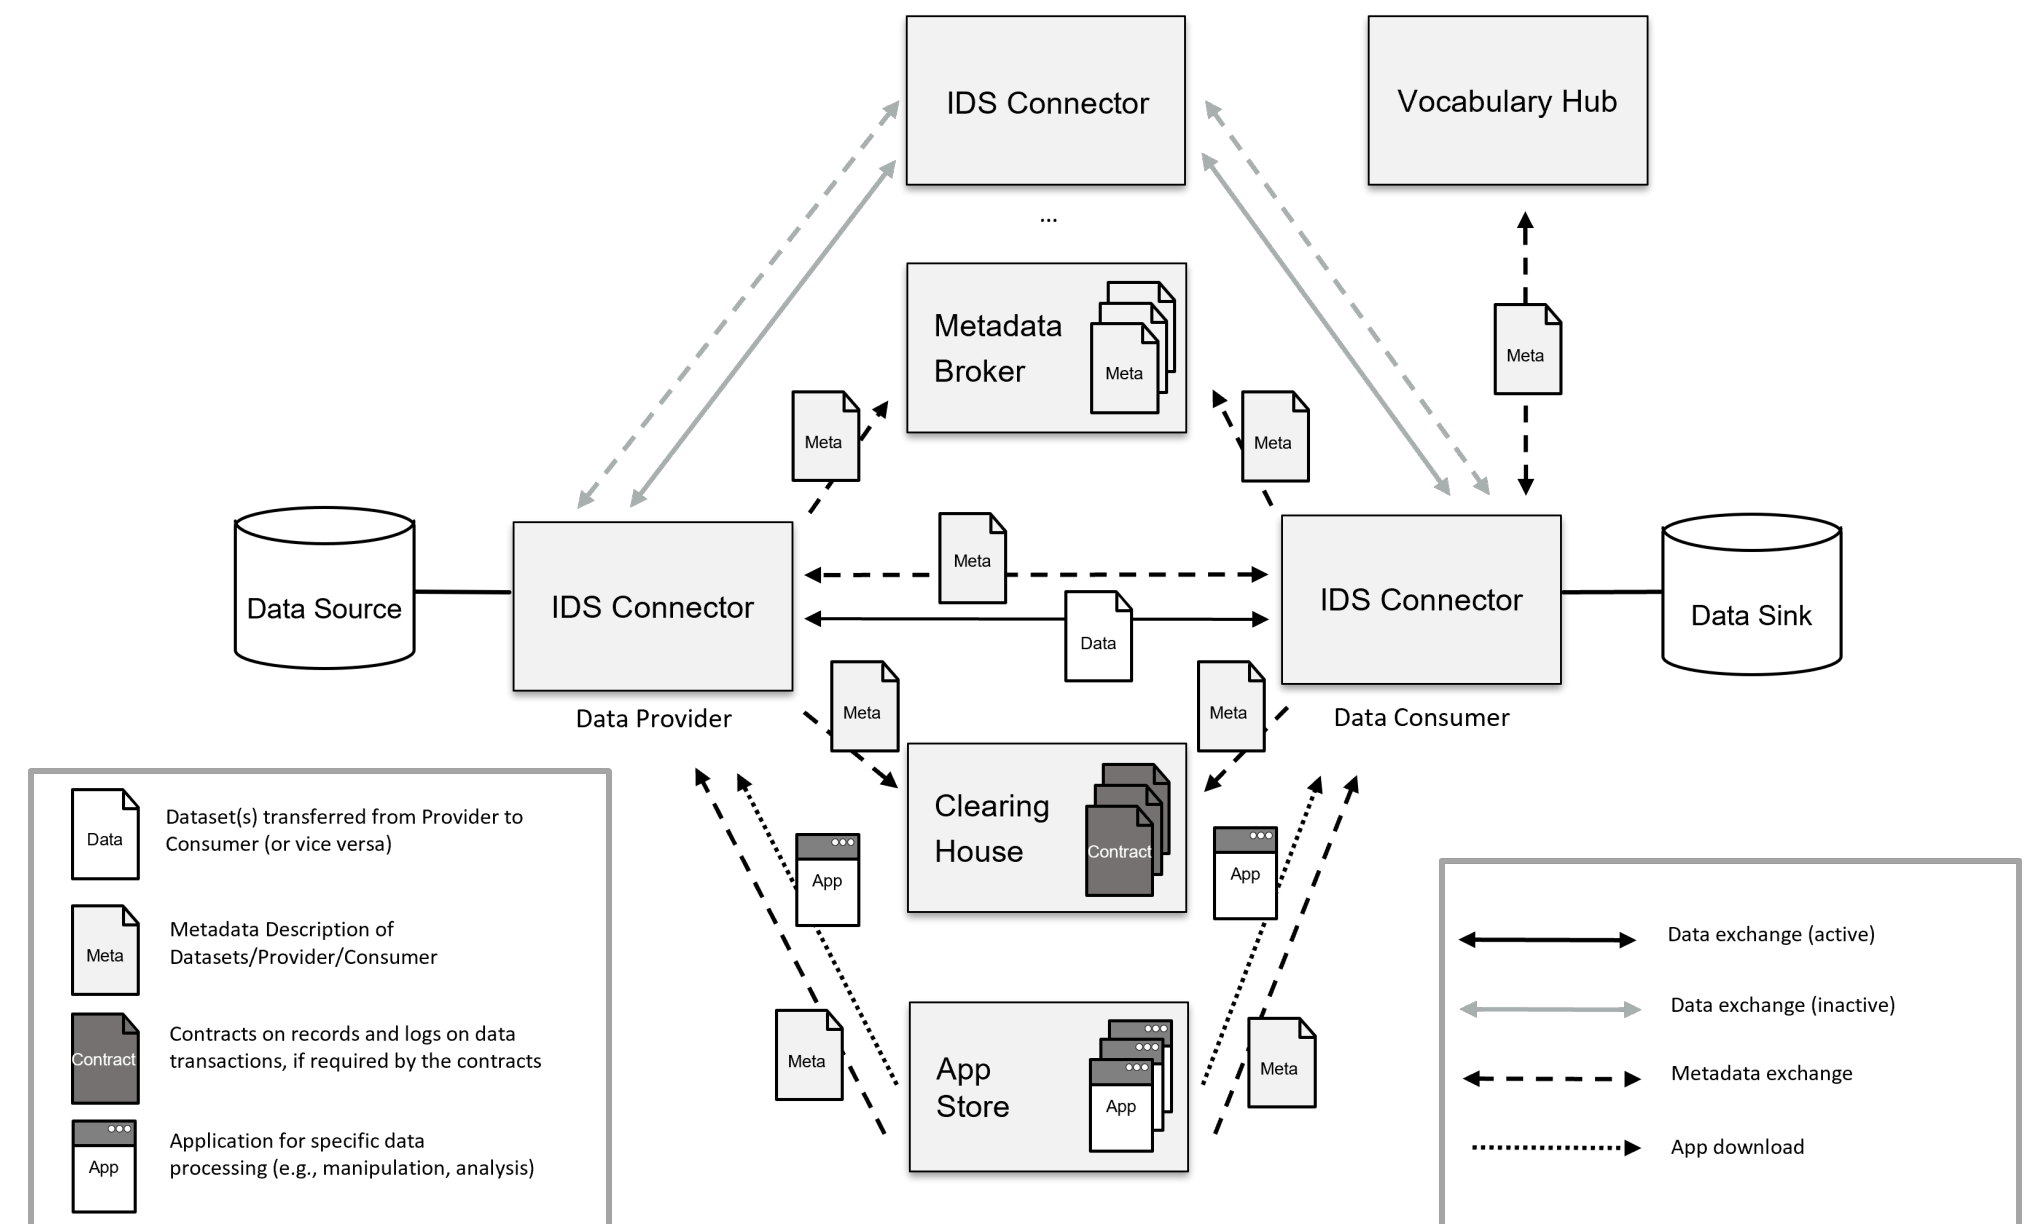 IDS Connector
Vocabulary Hub
...
Metadata
Broker
Meta
Meta
Meta
Meta
Data Source
IDS Connector
Meta
Data
IDS Connector
Data Sink
Data Provider
Meta
Meta
Data Consumer
Clearing
House
Contract
App
App
Meta
App
Store
App
Meta
Data
Dataset(s) transferred from Provider to
Consumer (or vice versa)
Meta
Metadata Description of
Datasets/Provider/Consumer
Contract
Contracts on records and logs on data
transactions, if required by the contracts
App
Application for specific data
processing (e.g., manipulation, analysis)
Data exchange (active)
Data exchange (inactive)
Metadata exchange
App download